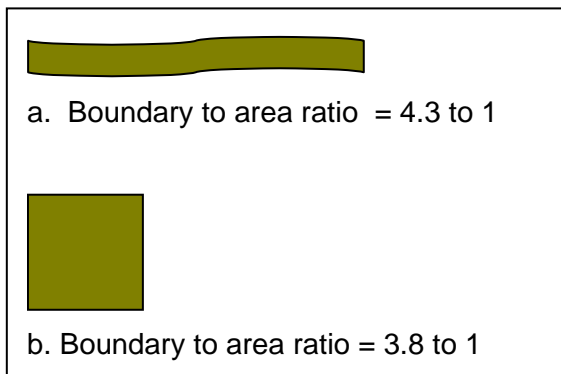 a. Boundary to area ratio = 4.3 to 1
b. Boundary to area ratio = 3.8 to 1